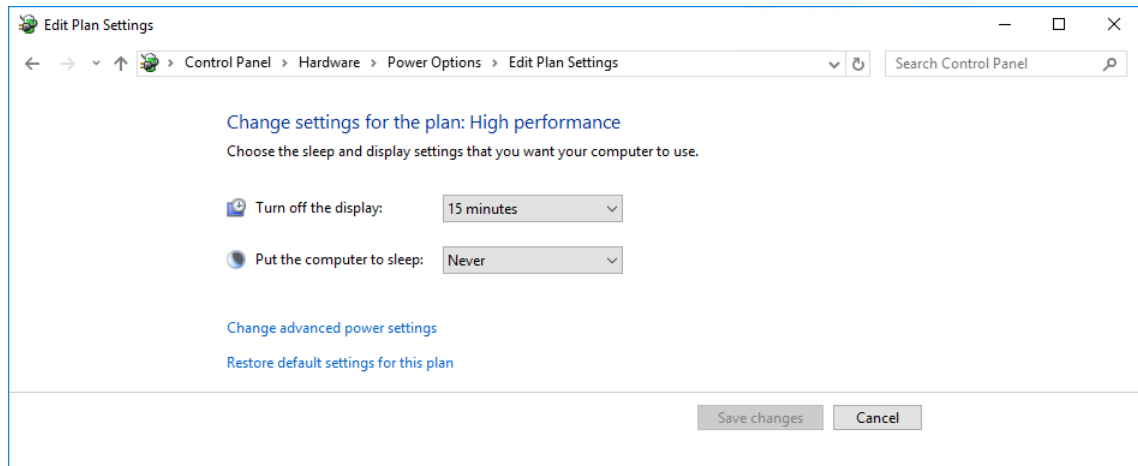 Edit Plan Settings
Control Panel > Hardware > Power Options > Edit Plan Settings
Search Control Panel
Change settings for the plan: High performance
Choose the sleep and display settings that you want your computer to use.
Turn off the display: 15 minutes
Put the computer to sleep: Never
Change advanced power settings
Restore default settings for this plan
Save changes Cancel